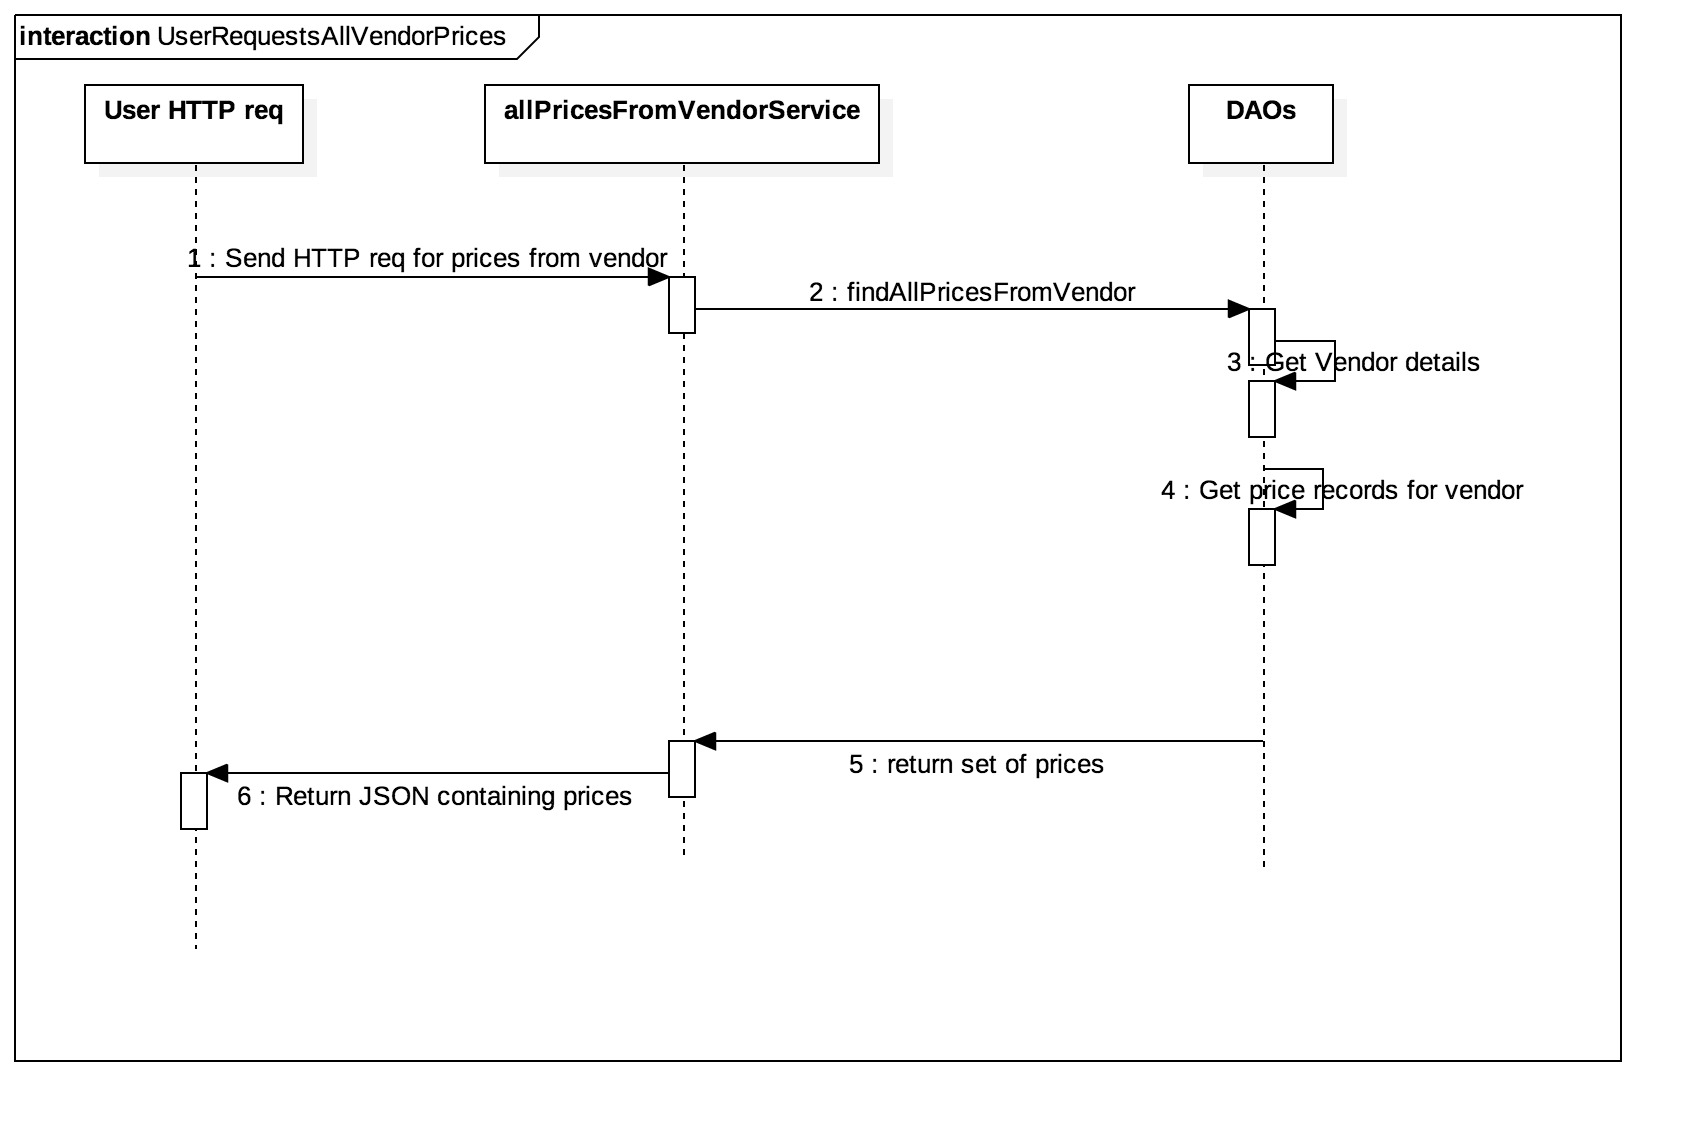 interaction UserRequestsAllVendorPrices
User HTTP req
allPricesFromVendorService
DAOs
1 : Send HTTP req for prices from vendor
2 : findAllPricesFromVendor
3 : Get Vendor details
4 : Get price records for vendor
5 : return set of prices
6 : Return JSON containing prices